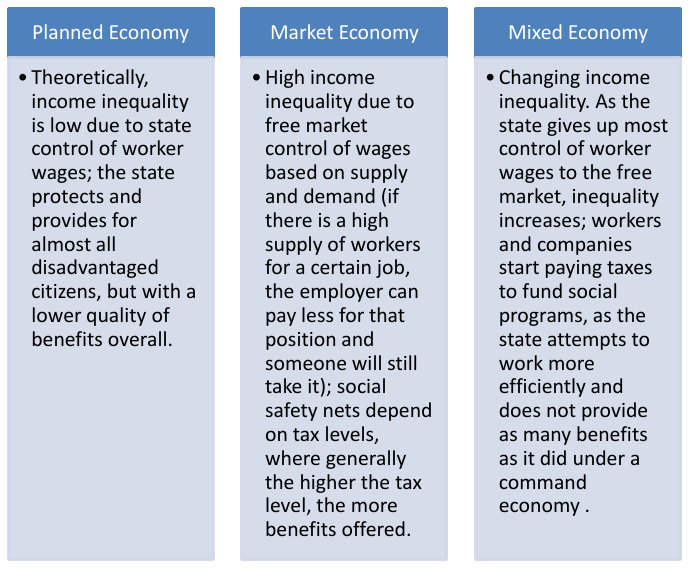 Planned Economy
• Theoretically,
income inequality
is low due to state
control of worker
wages; the state
protects and
provides for
almost all
disadvantaged
citizens, but with a
lower quality of
benefits overall.
Market Economy
• High income
inequality due to
free market
control of wages
based on supply
and demand (if
there is a high
supply of workers
for a certain job,
the employer can
pay less for that
position and
someone will still
take it); social
safety nets depend
on tax levels,
where generally
the higher the tax
level, the more
benefits offered.
Mixed Economy
• Changing income
inequality. As the
state gives up most
control of worker
wages to the free
market, inequality
increases; workers
and companies
start paying taxes
to fund social
programs, as the
state attempts to
work more
efficiently and
does not provide
as many benefits
as it did under a
command
economy .